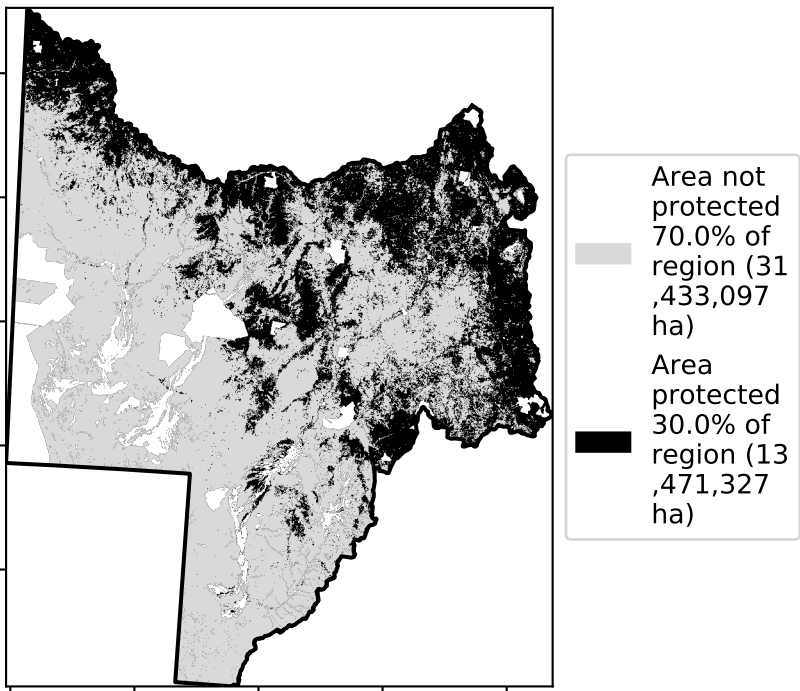 Area not
protected
70.0% of
region (31
,433,097
ha)
Area
protected
30.0% of
region (13
,471,327
ha)